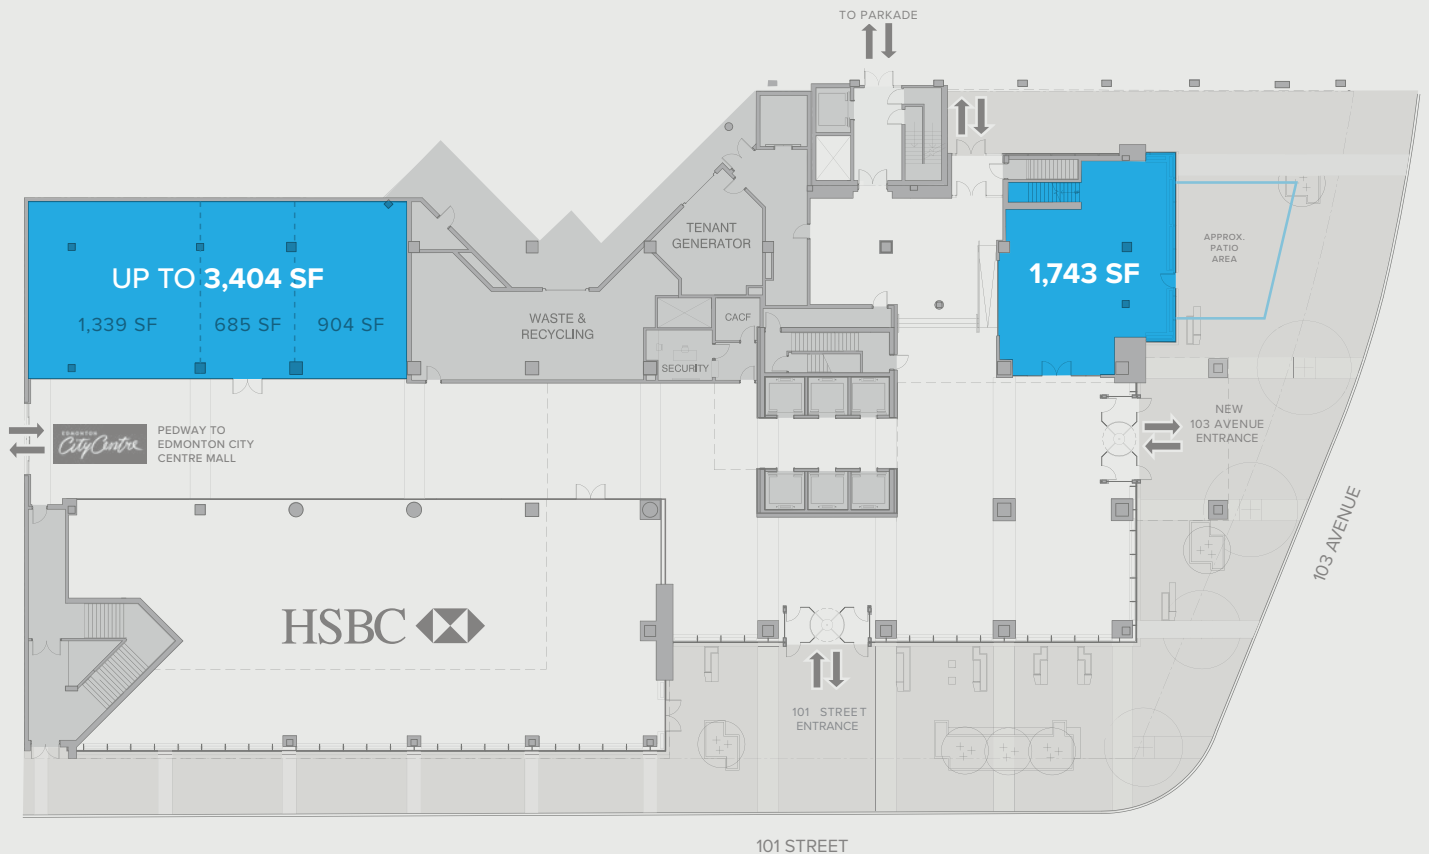 TO PARKADE
TENANT
GENERATOR
APPROX.
PATIO
AREA
UP TO 3,404 SF
1,743 SF
1,339 SF
685 SF
904 SF
WASTE &
RECYCLING
CACF
SECURITY
EDMONTON
City Centre
PEDWAY TO
EDMONTON CITY
CENTRE MALL
NEW
103 AVENUE
ENTRANCE
103 AVENUE
HSBC
101 STREET
ENTRANCE
101 STREET